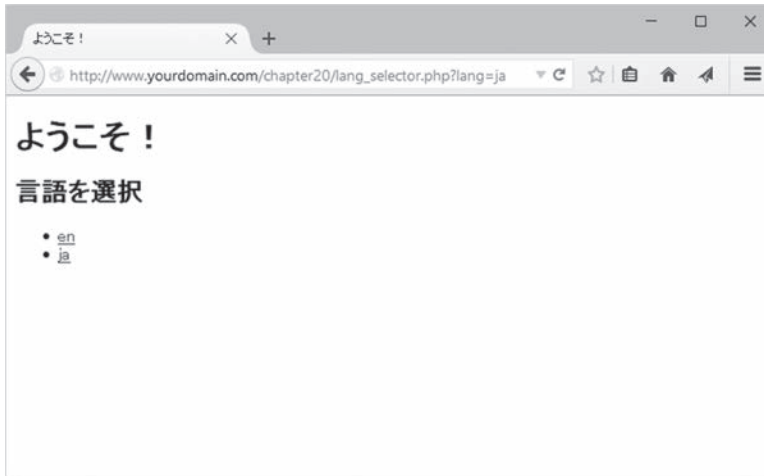 ようこそ！
http://www.yourdomain.com/chapter20/lang_selector.php?lang=ja
ようこそ！
言語を選択
en
ja